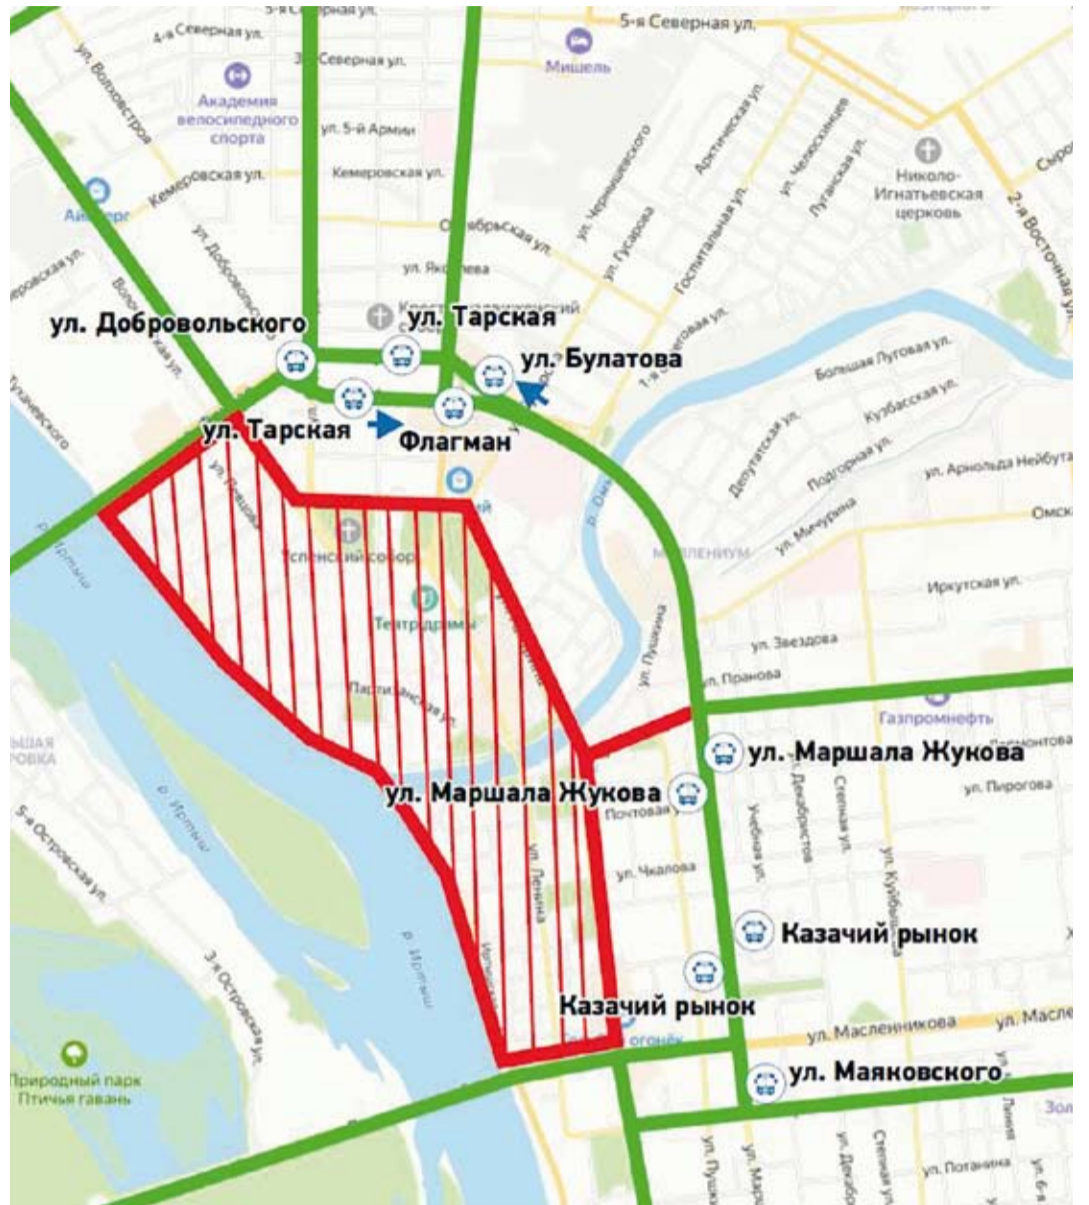 5-я Северная ул.
4-я Северная ул.
ул. Волховстроя
Мишель
Академия
велосипедного
спорта
ул. 5-й Армии
Кемеровская ул.
Кемеровская ул.
Арктическая ул.
ул. Челюскинцев
Луганская ул.
ул. Чернышевского
ул. Гусарова
Госпитальная ул.
Николо-
Игнатьевская
церковь
2-я Восточная ул.
ул. Добровольского
ул. Тарская
ул. Булатова
ул. Тарская
Флагман
Большая Луговая ул.
Кузбасская ул.
Депутатская ул.
Подгорная ул.
ул. Арнольда Нейбута
ул. Мичурина
Иркутская ул.
р. Иртыш
ул. Певцова
Успенский собор
Театр драмы
Партизанская ул.
ул. Пушкина
ул. Звездова
ул. Пранова
Газпромнефть
ул. Маршала Жукова
ул. Маршала Жукова
ул. Пирогова
ул. Декабристов
Степная ул.
Учебная ул.
ул. Чкалова
ул. Ленина
ул. Куйбышева
5-я Островская ул.
р. Иртыш
3-я Островская ул.
р. Иртыш
Казачий рынок
Казачий рынок
огонёк
ул. Масленникова
ул. Маяковского
Природный парк
Птичья гавань
ул. Потанина